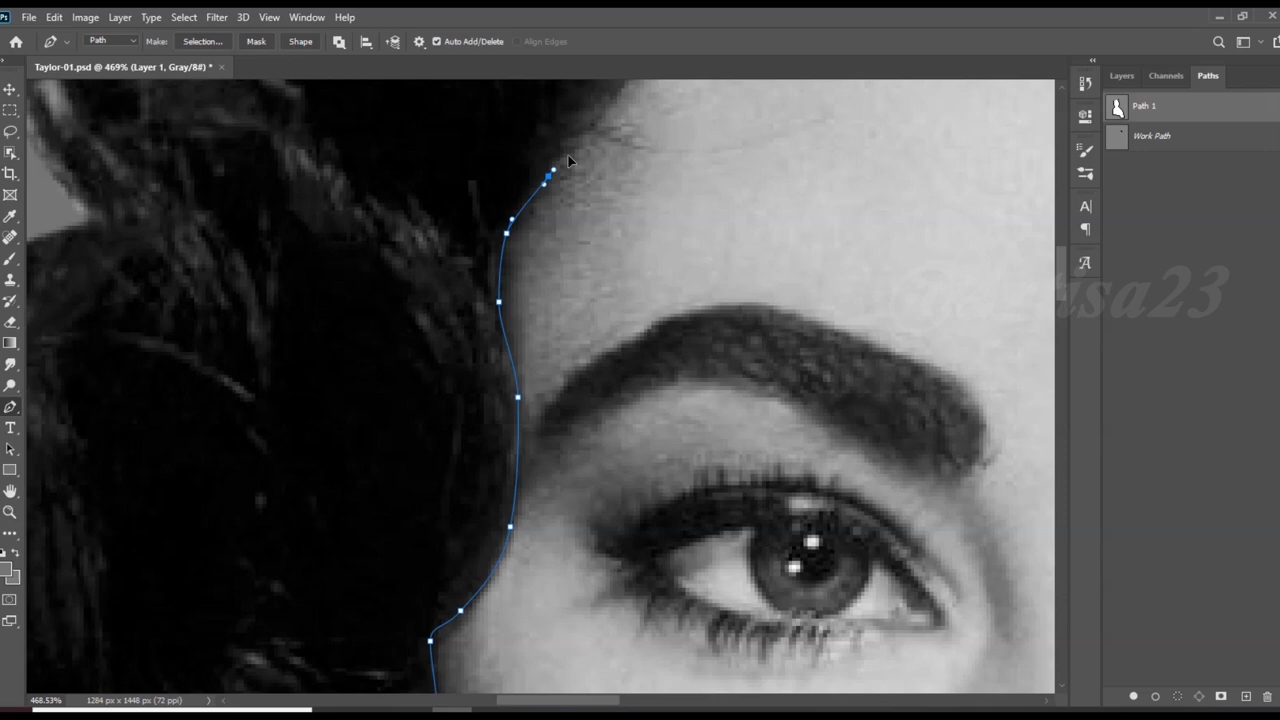 Ps File Edit Image Layer Type Select Filter 3D View Window Help
Path Make: Selection... Mask Shape Auto Add/Delete Align Edges
Taylor-01.psd @ 469% (Layer 1, Gray/8#) * ×
Layers Channels Paths
Path 1
Work Path
468.53% 1284 px x 1448 px (72 ppi)